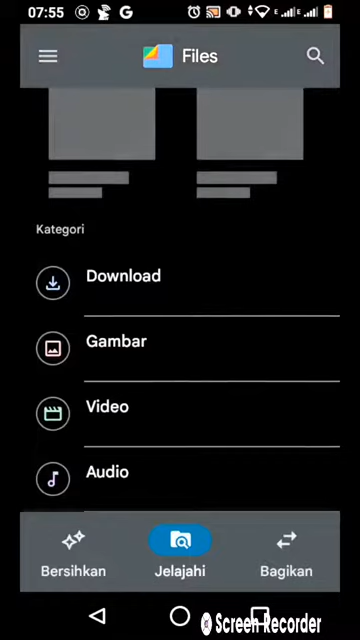 07:55
Files
Kategori
Download
Gambar
Video
Audio
Bersihkan Jelajahi Bagikan
Screen Recorder